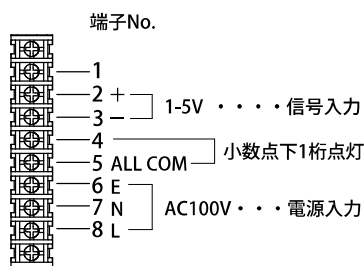 端子No.
1
2 +
1-5V ・・・・信号入力
3 −
4
小数点下1桁点灯
5 ALL COM
6 E
7 N AC100V・・・電源入力
8 L